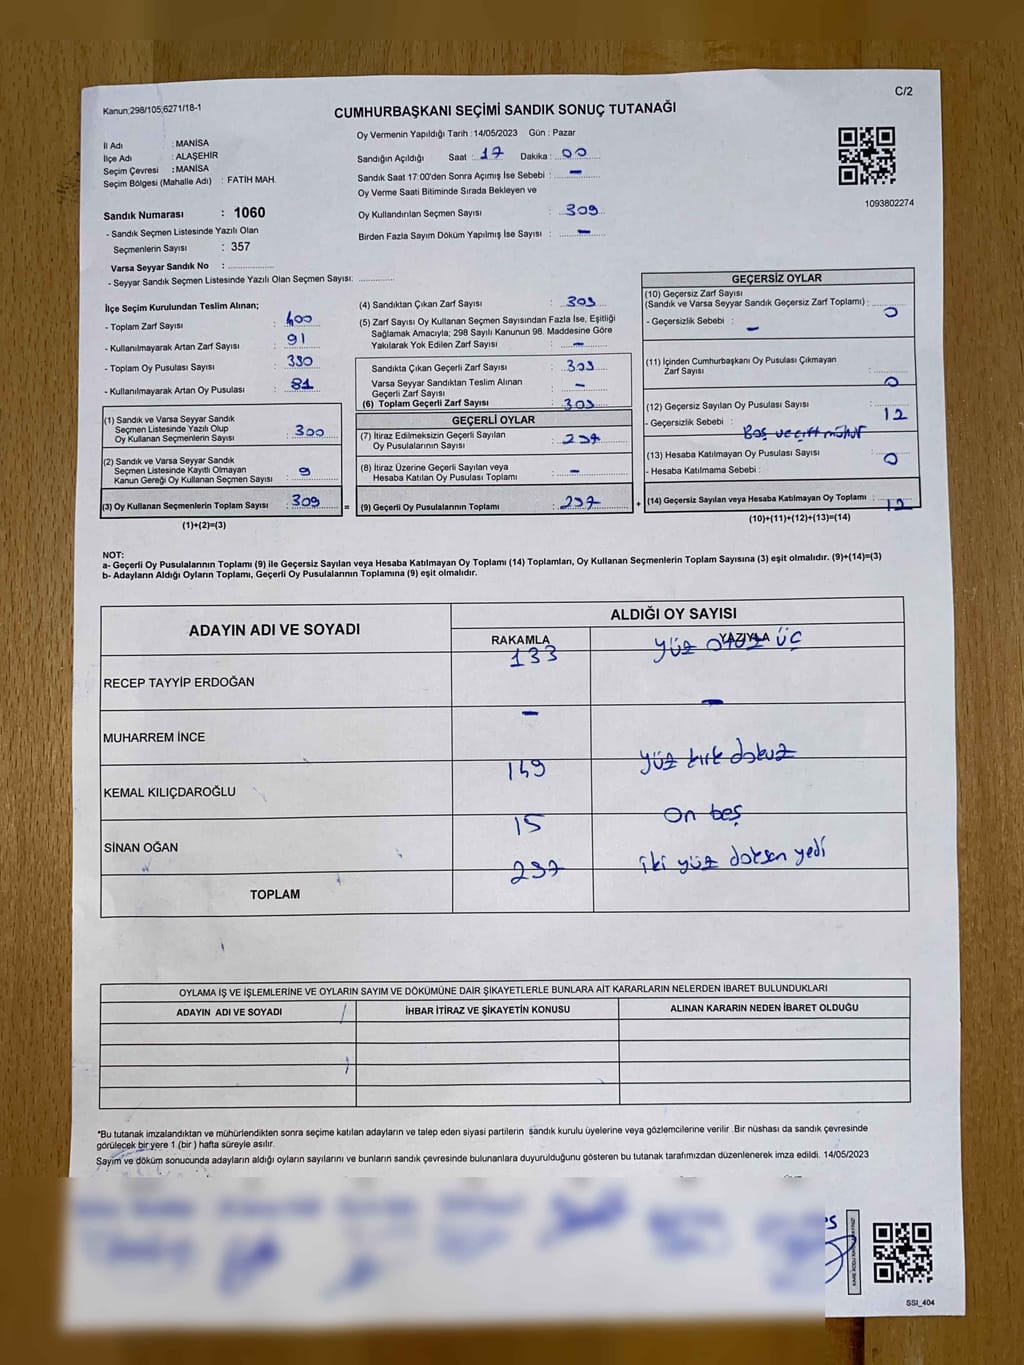 Kanun;298/105;6271/18-1
C/2
CUMHURBAŞKANI SEÇİMİ SANDIK SONUÇ TUTANAĞI
İl Adı : MANİSA
İlçe Adı : ALAŞEHİR
Seçim Çevresi : MANİSA
Seçim Bölgesi (Mahalle Adı) : FATİH MAH.
Sandık Numarası : 1060
- Sandık Seçmen Listesinde Yazılı Olan
Seçmenlerin Sayısı : 357
Varsa Seyyar Sandık No : ..................
- Seyyar Sandık Seçmen Listesinde Yazılı Olan Seçmen Sayısı: .............
Oy Vermenin Yapıldığı Tarih : 14/05/2023 Gün : Pazar
Sandığın Açıldığı Saat : 17 Dakika : 00
Sandık Saat 17:00'den Sonra Açımış İse Sebebi : -
Oy Verme Saati Bitiminde Sırada Bekleyen ve
Oy Kullandırılan Seçmen Sayısı : 309
Birden Fazla Sayım Döküm Yapılmış İse Sayısı : -
1093802274
İlçe Seçim Kurulundan Teslim Alınan;
- Toplam Zarf Sayısı : 400
- Kullanılmayarak Artan Zarf Sayısı : 91
- Toplam Oy Pusulası Sayısı : 390
- Kullanılmayarak Artan Oy Pusulası : 81
(1) Sandık ve Varsa Seyyar Sandık
Seçmen Listesinde Yazılı Olup
Oy Kullanan Seçmenlerin Sayısı : 300
(2) Sandık ve Varsa Seyyar Sandık
Seçmen Listesinde Kayıtlı Olmayan
Kanun Gereği Oy Kullanan Seçmen Sayısı : 9
(3) Oy Kullanan Seçmenlerin Toplam Sayısı : 309
(1)+(2)=(3)
=
(4) Sandıktan Çıkan Zarf Sayısı : 309
(5) Zarf Sayısı Oy Kullanan Seçmen Sayısından Fazla İse, Eşitliği
Sağlamak Amacıyla; 298 Sayılı Kanunun 98. Maddesine Göre
Yakılarak Yok Edilen Zarf Sayısı : -
Sandıkta Çıkan Geçerli Zarf Sayısı : 309
Varsa Seyyar Sandıktan Teslim Alınan
Geçerli Zarf Sayısı : -
(6) Toplam Geçerli Zarf Sayısı : 309
GEÇERLİ OYLAR
(7) İtiraz Edilmeksizin Geçerli Sayılan
Oy Pusulalarının Sayısı : 297
(8) İtiraz Üzerine Geçerli Sayılan veya
Hesaba Katılan Oy Pusulası Toplamı : -
(9) Geçerli Oy Pusulalarının Toplamı : 297
+
GEÇERSİZ OYLAR
(10) Geçersiz Zarf Sayısı
(Sandık ve Varsa Seyyar Sandık Geçersiz Zarf Toplamı) : 0
- Geçersizlik Sebebi : -
(11) İçinden Cumhurbaşkanı Oy Pusulası Çıkmayan
Zarf Sayısı : 0
(12) Geçersiz Sayılan Oy Pusulası Sayısı : 12
- Geçersizlik Sebebi : Boş ve çift mühür
(13) Hesaba Katılmayan Oy Pusulası Sayısı : 0
- Hesaba Katılmama Sebebi :
(14) Geçersiz Sayılan veya Hesaba Katılmayan Oy Toplamı : 12
(10)+(11)+(12)+(13)=(14)
NOT:
a- Geçerli Oy Pusulalarının Toplamı (9) ile Geçersiz Sayılan veya Hesaba Katılmayan Oy Toplamı (14) Toplamları, Oy Kullanan Seçmenlerin Toplam Sayısına (3) eşit olmalıdır. (9)+(14)=(3)
b- Adayların Aldığı Oyların Toplamı, Geçerli Oy Pusulalarının Toplamına (9) eşit olmalıdır.
ADAYIN ADI VE SOYADI
ALDIĞI OY SAYISI
RAKAMLA YAZIYLA
RECEP TAYYİP ERDOĞAN 133 yüz otuz üç
MUHARREM İNCE - -
KEMAL KILIÇDAROĞLU 149 yüz kırk dokuz
SİNAN OĞAN 15 On beş
TOPLAM 297 iki yüz doksan yedi
OYLAMA İŞ VE İŞLEMLERİNE VE OYLARIN SAYIM VE DÖKÜMÜNE DAİR ŞİKAYETLERLE BUNLARA AİT KARARLARIN NELERDEN İBARET BULUNDUKLARI
ADAYIN ADI VE SOYADI İHBAR İTİRAZ VE ŞİKAYETİN KONUSU ALINAN KARARIN NEDEN İBARET OLDUĞU
*Bu tutanak imzalandıktan ve mühürlendikten sonra seçime katılan adayların ve talep eden siyasi partilerin sandık kurulu üyelerine veya gözlemcilerine verilir .Bir nüshası da sandık çevresinde
görülecek bir yere 1 (bir ) hafta süreyle asılır.
Sayım ve döküm sonucunda adayların aldığı oyların sayılarını ve bunların sandık çevresinde bulunanlara duyurulduğunu gösteren bu tutanak tarafımızdan düzenlenerek imza edildi. 14/05/2023
SSI_404